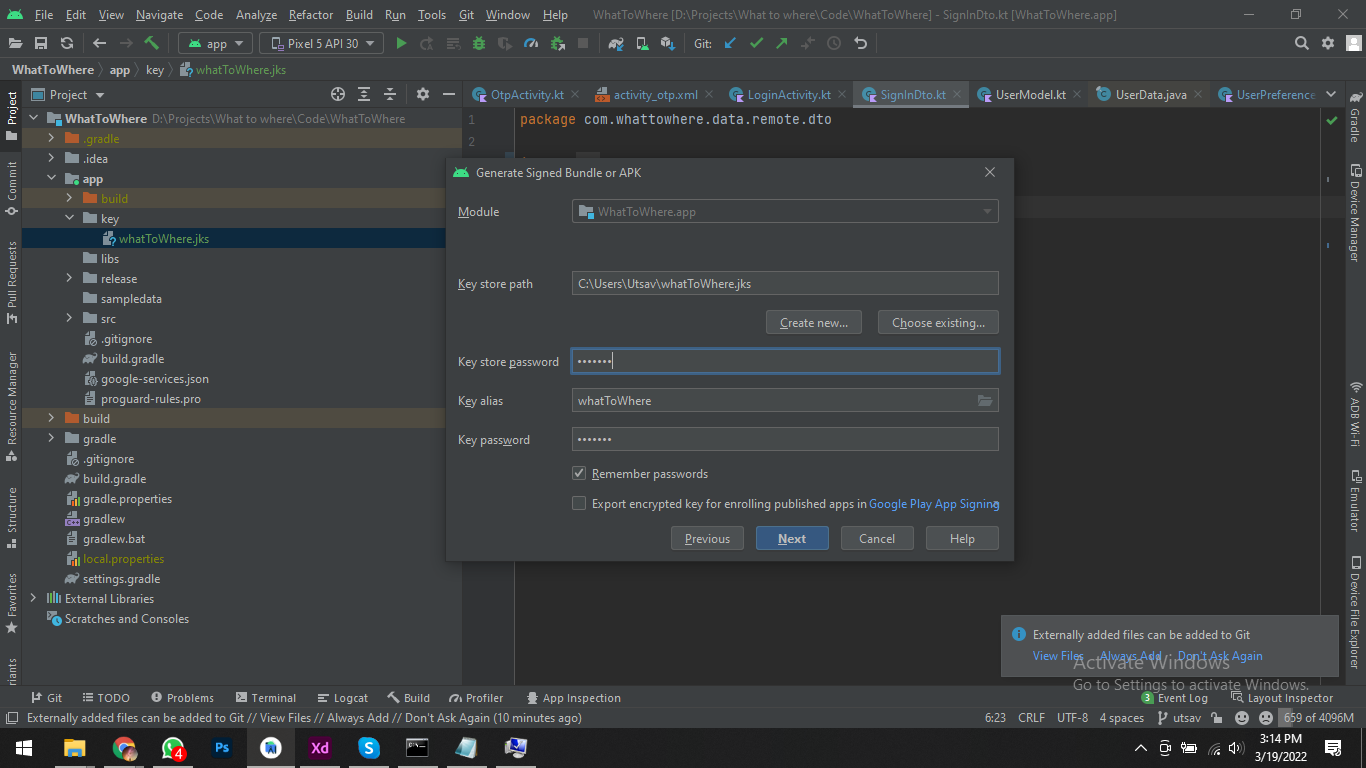 File Edit View Navigate Code Analyze Refactor Build Run Tools Git Window Help WhatToWhere [D:\Projects\What to where\Code\WhatToWhere] - SignInDto.kt [WhatToWhere.app]
app Pixel 5 API 30 Git:
WhatToWhere app key whatToWhere.jks
Project
OtpActivity.kt activity_otp.xml LoginActivity.kt SignInDto.kt UserModel.kt UserData.java UserPreference
WhatToWhere D:\Projects\What to where\Code\WhatToWhere
.gradle
.idea
app
build
key
whatToWhere.jks
libs
release
sampledata
src
.gitignore
build.gradle
google-services.json
proguard-rules.pro
build
gradle
.gitignore
build.gradle
gradle.properties
gradlew
gradlew.bat
local.properties
settings.gradle
External Libraries
Scratches and Consoles
Project
Commit
Pull Requests
Resource Manager
Structure
Favorites
iants
1 package com.whattowhere.data.remote.dto
2
Generate Signed Bundle or APK
Module WhatToWhere.app
Key store path C:\Users\Utsav\whatToWhere.jks
Create new... Choose existing...
Key store password •••••••
Key alias whatToWhere
Key password •••••••
Remember passwords
Export encrypted key for enrolling published apps in Google Play App Signing
Previous Next Cancel Help
Gradle
Device Manager
ADB Wi-Fi
Emulator
Device File Explorer
Externally added files can be added to Git
View Files Always Add Don't Ask Again
Activate Windows
Go to Settings to activate Windows.
Git TODO Problems Terminal Logcat Build Profiler App Inspection 3 Event Log Layout Inspector
Externally added files can be added to Git // View Files // Always Add // Don't Ask Again (10 minutes ago) 6:23 CRLF UTF-8 4 spaces utsav 659 of 4096M
4 Ps Xd S
3:14 PM
3/19/2022